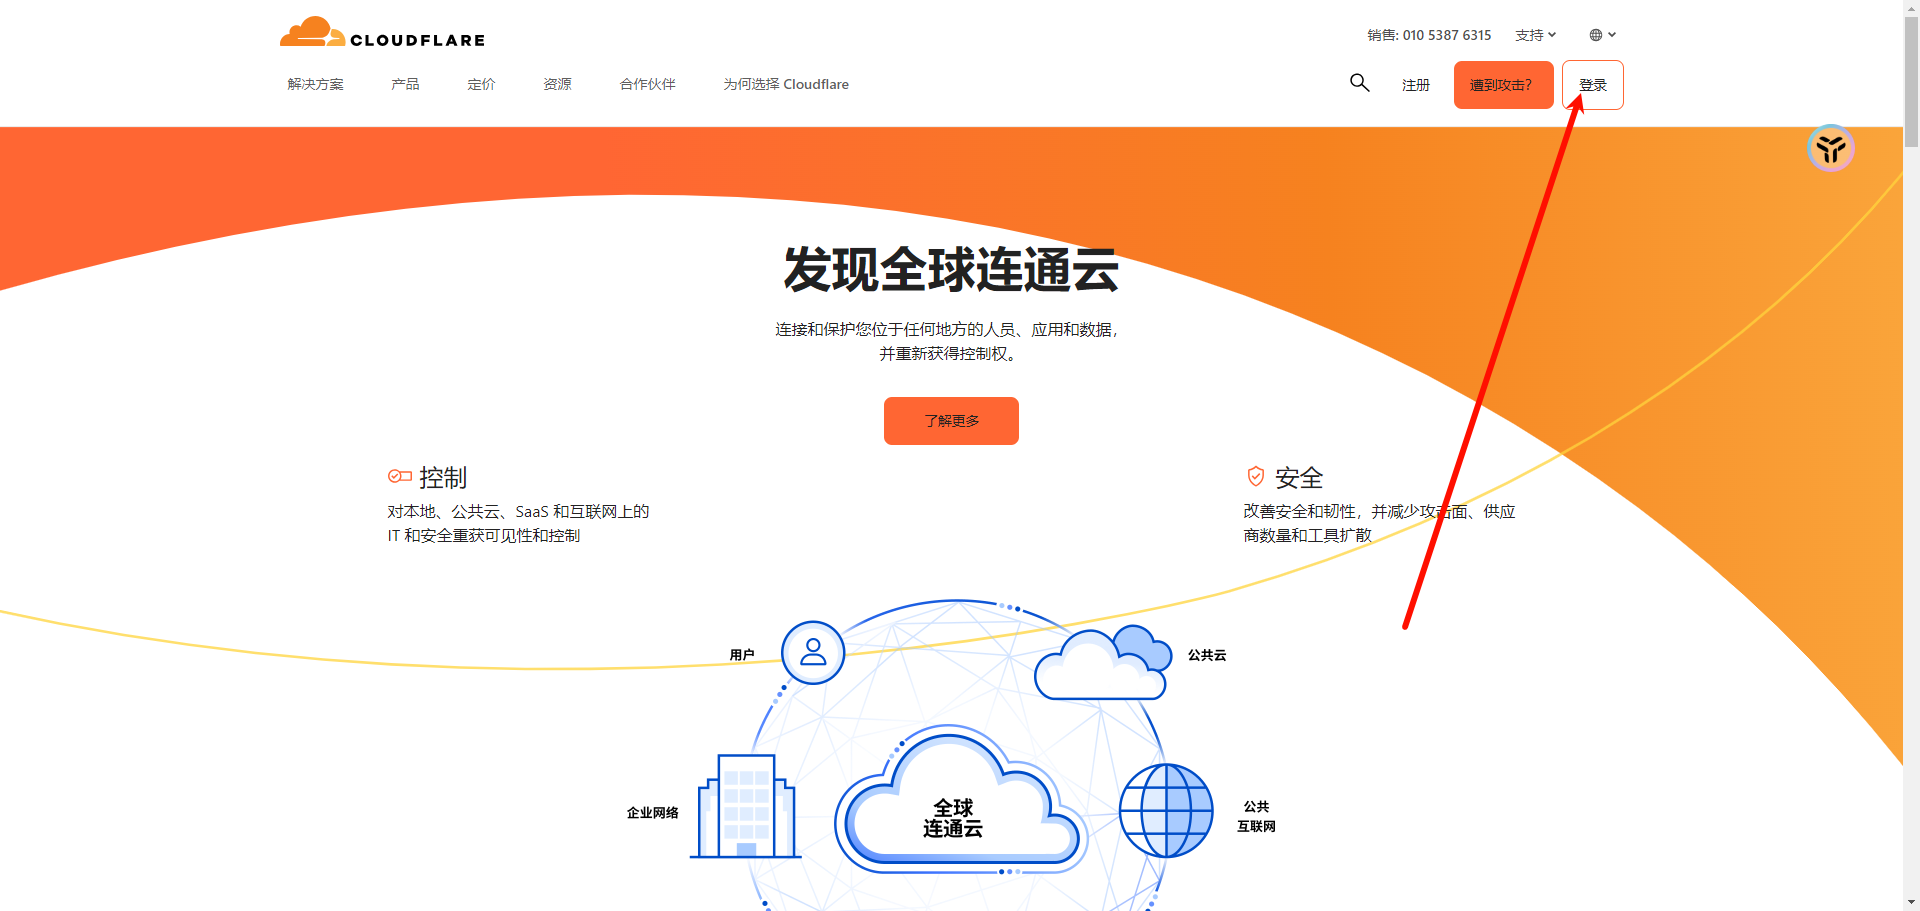 CLOUDFLARE
销售: 010 5387 6315
支持
解决方案
产品
定价
资源
合作伙伴
为何选择 Cloudflare
注册
遭到攻击?
登录
发现全球连通云
连接和保护您位于任何地方的人员、应用和数据，
并重新获得控制权。
了解更多
控制
对本地、公共云、SaaS 和互联网上的
IT 和安全重获可见性和控制
安全
改善安全和韧性，并减少攻击面、供应
商数量和工具扩散
用户
公共云
企业网络
全球
连通云
公共
互联网